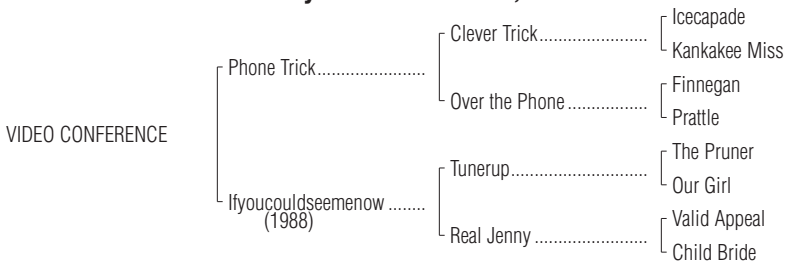 Icecapade
Clever Trick......................
Kankakee Miss
Phone Trick......................
Finnegan
Over the Phone ................
Prattle
VIDEO CONFERENCE
The Pruner
Tunerup............................
Our Girl
Ifyoucouldseemenow ........
(1988)
Valid Appeal
Real Jenny .......................
Child Bride